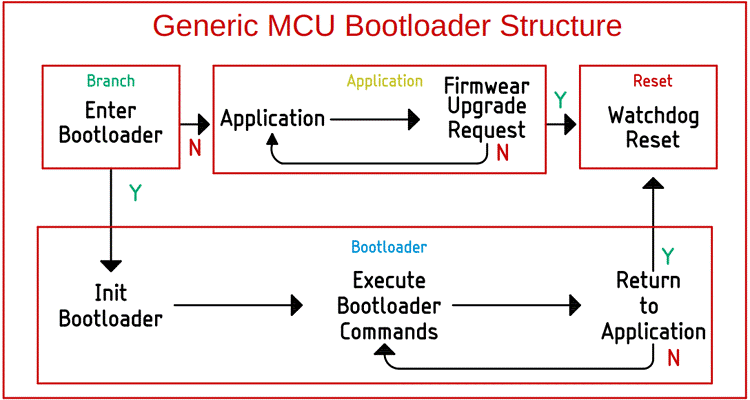 Generic MCU Bootloader Structure
Branch
Enter
Bootloader
N
Y
Application
Application
Firmwear
Upgrade
Request
Y
N
Reset
Watchdog
Reset
Bootloader
Init
Bootloader
Execute
Bootloader
Commands
Y
Return
to
Application
N